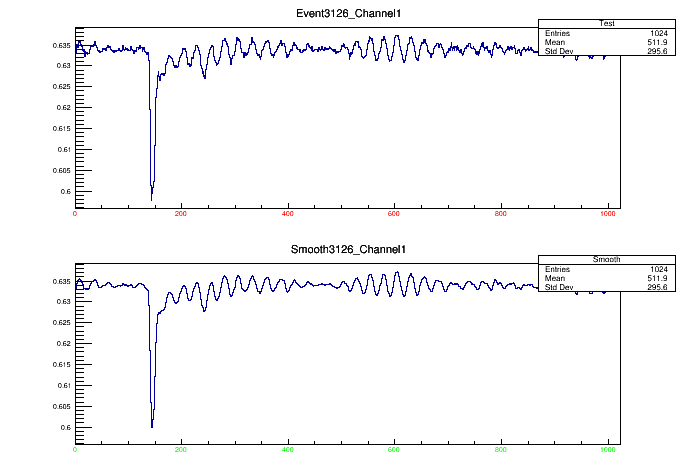 Event3126_Channel1
Test
Entries 1024
Mean 511.9
Std Dev 295.6
0.635
0.63
0.625
0.62
0.615
0.61
0.605
0.6
0 200 400 600 800 1000
Smooth3126_Channel1
Smooth
Entries 1024
Mean 511.9
Std Dev 295.6
0.635
0.63
0.625
0.62
0.615
0.61
0.605
0.6
0 200 400 600 800 1000